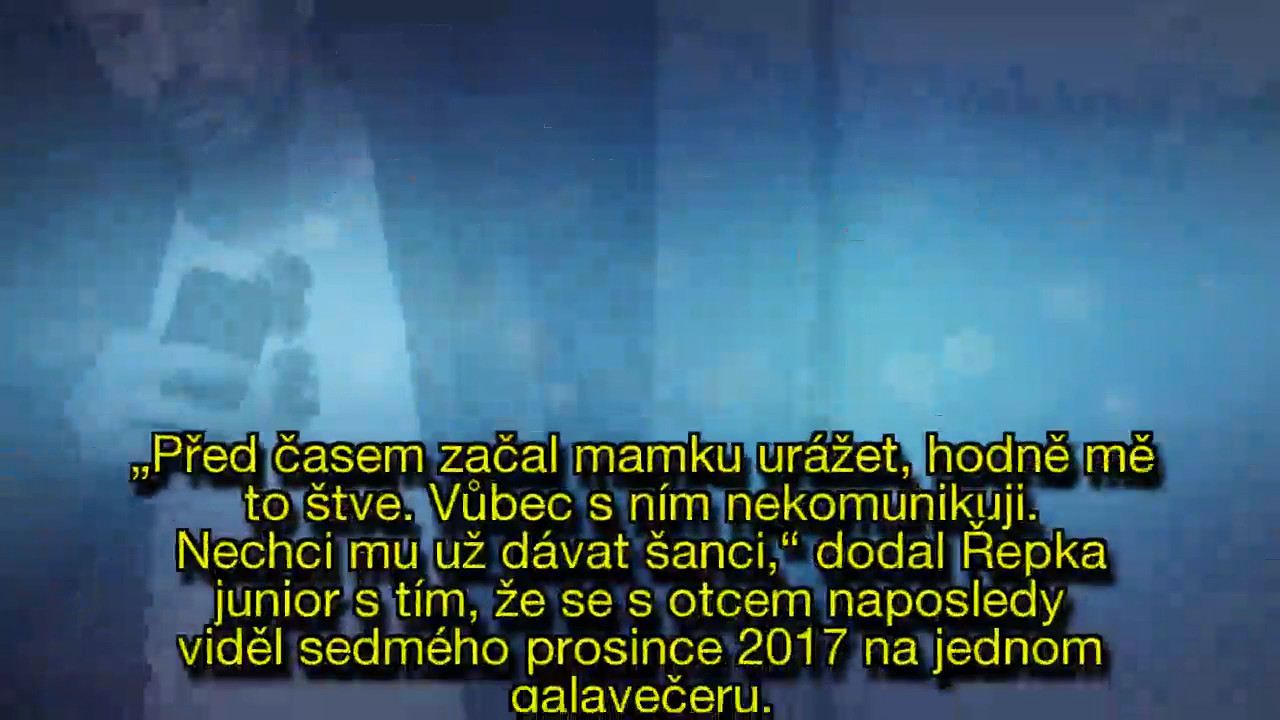 „Před časem začal mamku urážet, hodně mě
to štve. Vůbec s ním nekomunikuji.
Nechci mu už dávat šanci,“ dodal Řepka
junior s tím, že se s otcem naposledy
viděl sedmého prosince 2017 na jednom
galavečeru.